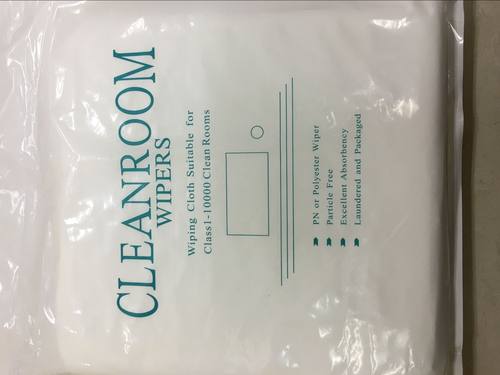 CLEANROOM
WIPERS
Wiping Cloth Suitable for
Class1-10000 Clean Rooms
PN or Polyester Wiper
Particle Free
Excellent Absorbency
Laundered and Packaged